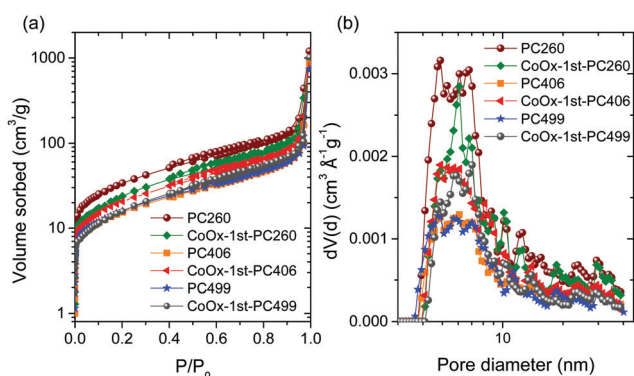 (a)
Volume sorbed (cm³/g)
1000
100
10
1
PC260
CoOx-1st-PC260
PC406
CoOx-1st-PC406
PC499
CoOx-1st-PC499
0.0 0.2 0.4 0.6 0.8 1.0
P/P₀
(b)
dV(d) (cm³ Å⁻¹g⁻¹)
0.003
0.002
0.001
0.000
PC260
CoOx-1st-PC260
PC406
CoOx-1st-PC406
PC499
CoOx-1st-PC499
10
Pore diameter (nm)